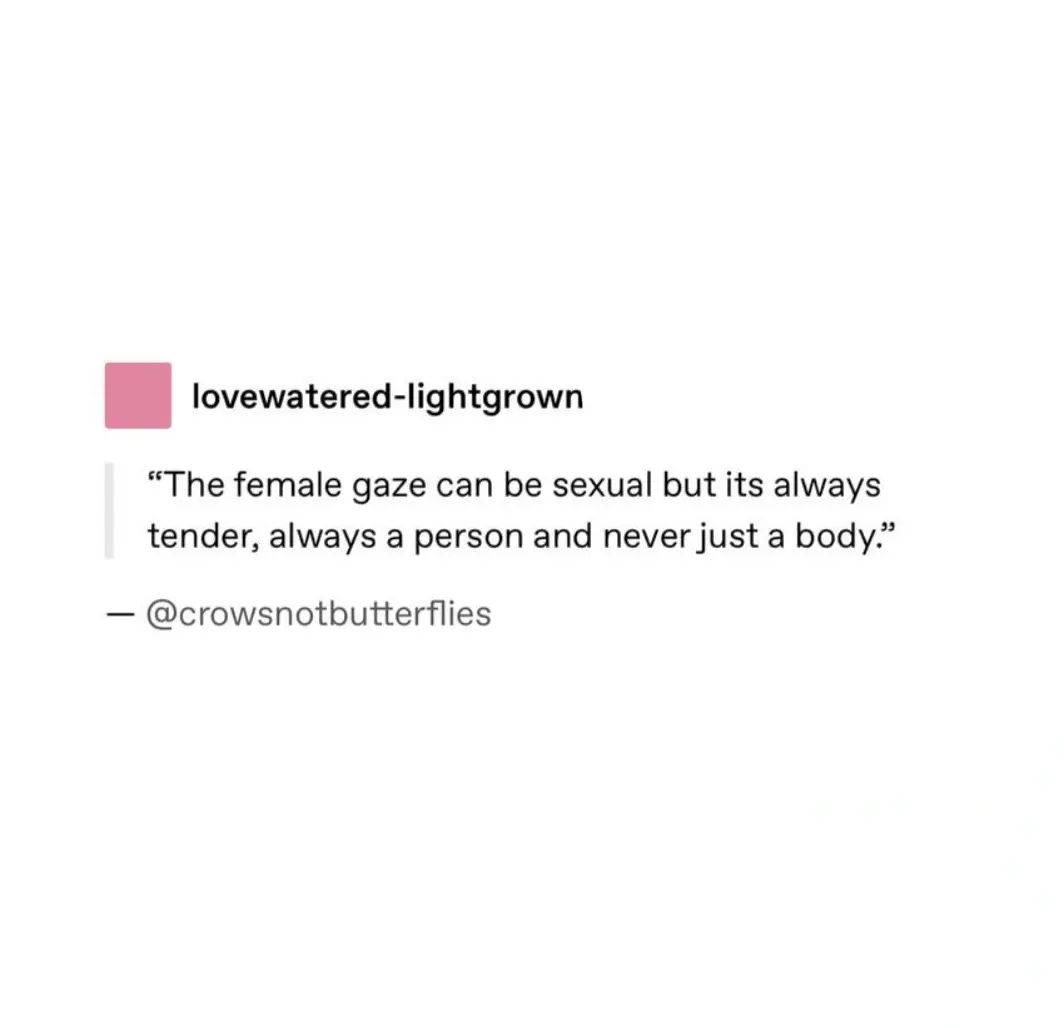 lovewatered-lightgrown
“The female gaze can be sexual but its always
tender, always a person and never just a body.”
— @crowsnotbutterflies